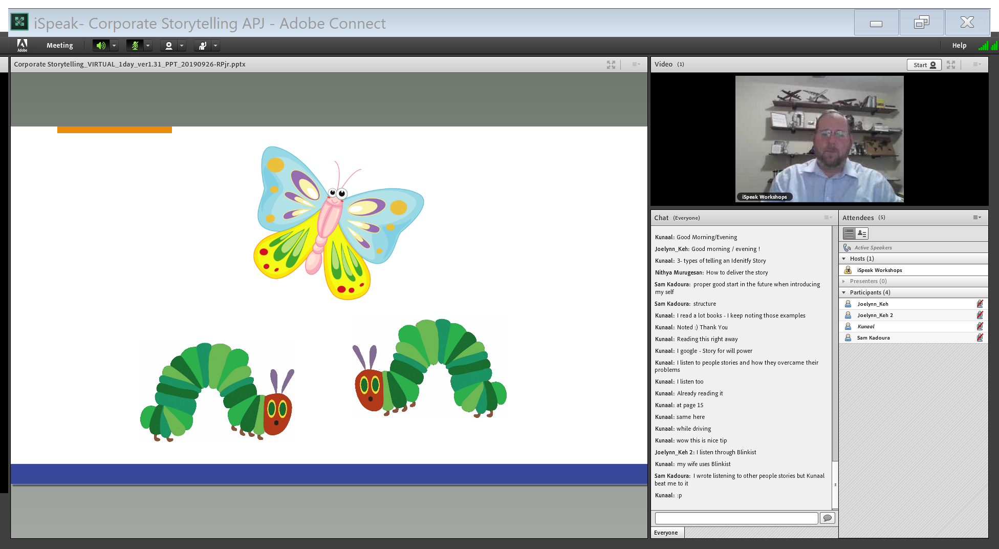 iSpeak- Corporate Storytelling APJ - Adobe Connect
Adobe
Meeting
Help
Corporate Storytelling_VIRTUAL_1day_ver1.31_PPT_20190926-RPjr.pptx
Video (1)
Start
iSpeak Workshops
Chat (Everyone)
Kunaal: Good Morning/Evening
Joelynn_Keh: Good morning / evening !
Kunaal: 3- types of telling an Idenitfy Story
Nithya Murugesan: How to deliver the story
Sam Kadoura: proper good start in the future when introducing
my self
Sam Kadoura: structure
Kunaal: I read a lot books - I keep noting those examples
Kunaal: Noted :) Thank You
Kunaal: Reading this right away
Kunaal: I google - Story for will power
Kunaal: I listen to people stories and how they overcame their
problems
Kunaal: I listen too
Kunaal: Already reading it
Kunaal: at page 15
Kunaal: same here
Kunaal: while driving
Kunaal: wow this is nice tip
Joelynn_Keh 2: I listen through Blinkist
Kunaal: my wife uses Blinkist
Sam Kadoura: I wrote listening to other people stories but Kunaal
beat me to it
Kunaal: :p
Everyone
Attendees (5)
Active Speakers
Hosts (1)
iSpeak Workshops
Presenters (0)
Participants (4)
Joelynn_Keh
Joelynn_Keh 2
Kunaal
Sam Kadoura